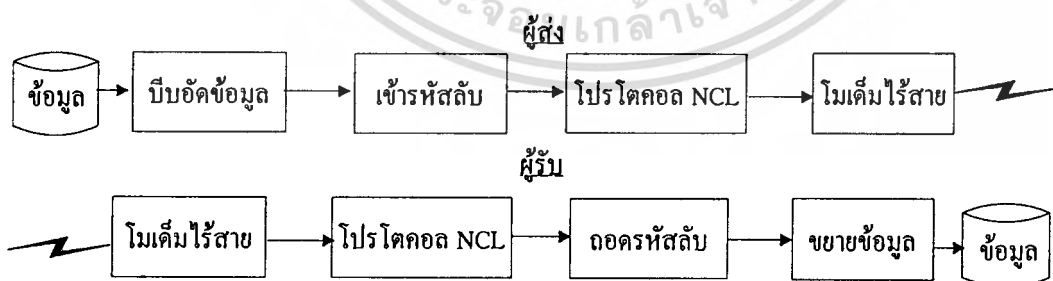 ผู้ส่ง
ข้อมูล บีบอัดข้อมูล เข้ารหัสลับ โปรโตคอล NCL โมเด็มไร้สาย
ผู้รับ
โมเด็มไร้สาย โปรโตคอล NCL ถอดรหัสลับ ขยายข้อมูล ข้อมูล